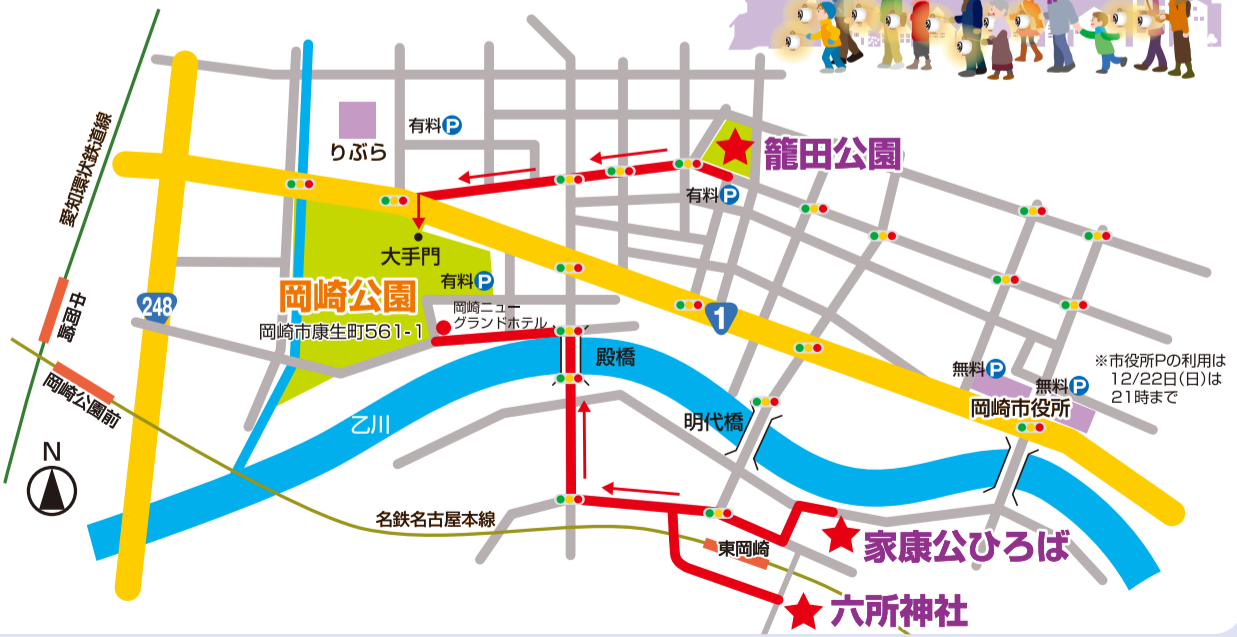 愛知環状鉄道線
りぶら
有料P
籠田公園
有料P
大手門
有料P
岡崎公園
岡崎市康生町561-1
岡崎ニュー
グランドホテル
248
中岡崎
岡崎公園前
殿橋
1
無料P
無料P
※市役所Pの利用は
12/22日(日)は
21時まで
岡崎市役所
明代橋
乙川
N
名鉄名古屋本線
東岡崎
家康公ひろば
六所神社